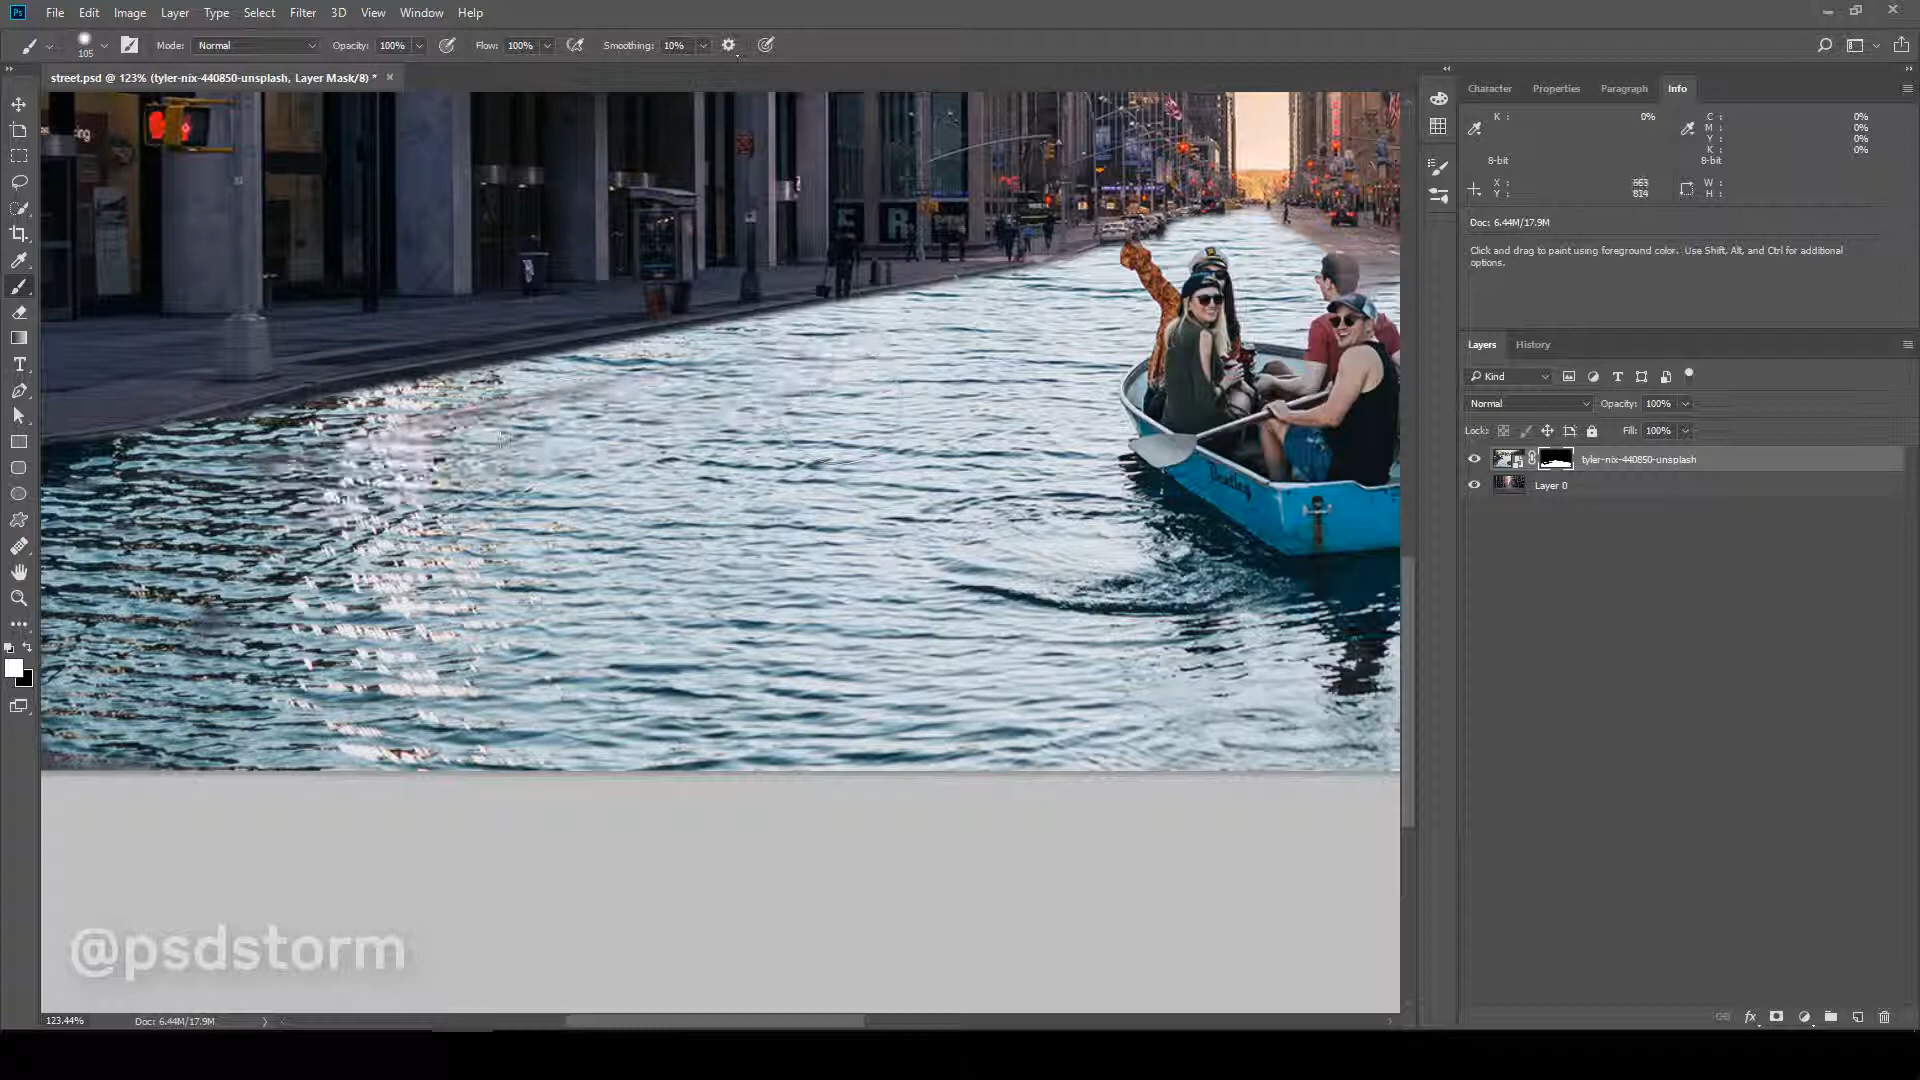 Ps File Edit Image Layer Type Select Filter 3D View Window Help
105 Mode: Normal Opacity: 100% Flow: 100% Smoothing: 10%
street.psd @ 123% (tyler-nix-440850-unsplash, Layer Mask/8) * ×
Character Properties Paragraph Info
K : 0% C : 0%
M : 0%
Y : 0%
K : 0%
8-bit 8-bit
X : 663 W :
Y : 814 H :
Doc: 6.44M/17.9M
Click and drag to paint using foreground color. Use Shift, Alt, and Ctrl for additional
options.
Layers History
Kind
Normal Opacity: 100%
Lock: Fill: 100%
tyler-nix-440850-unsplash
Layer 0
@psdstorm
123.44% Doc: 6.44M/17.9M